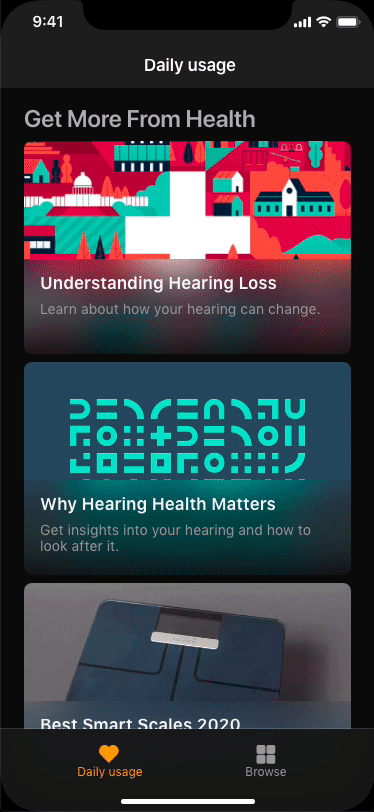 9:41
Daily usage
Get More From Health
Understanding Hearing Loss
Learn about how your hearing can change.
Why Hearing Health Matters
Get insights into your hearing and how to
look after it.
Best Smart Scales 2020
Daily usage
Browse